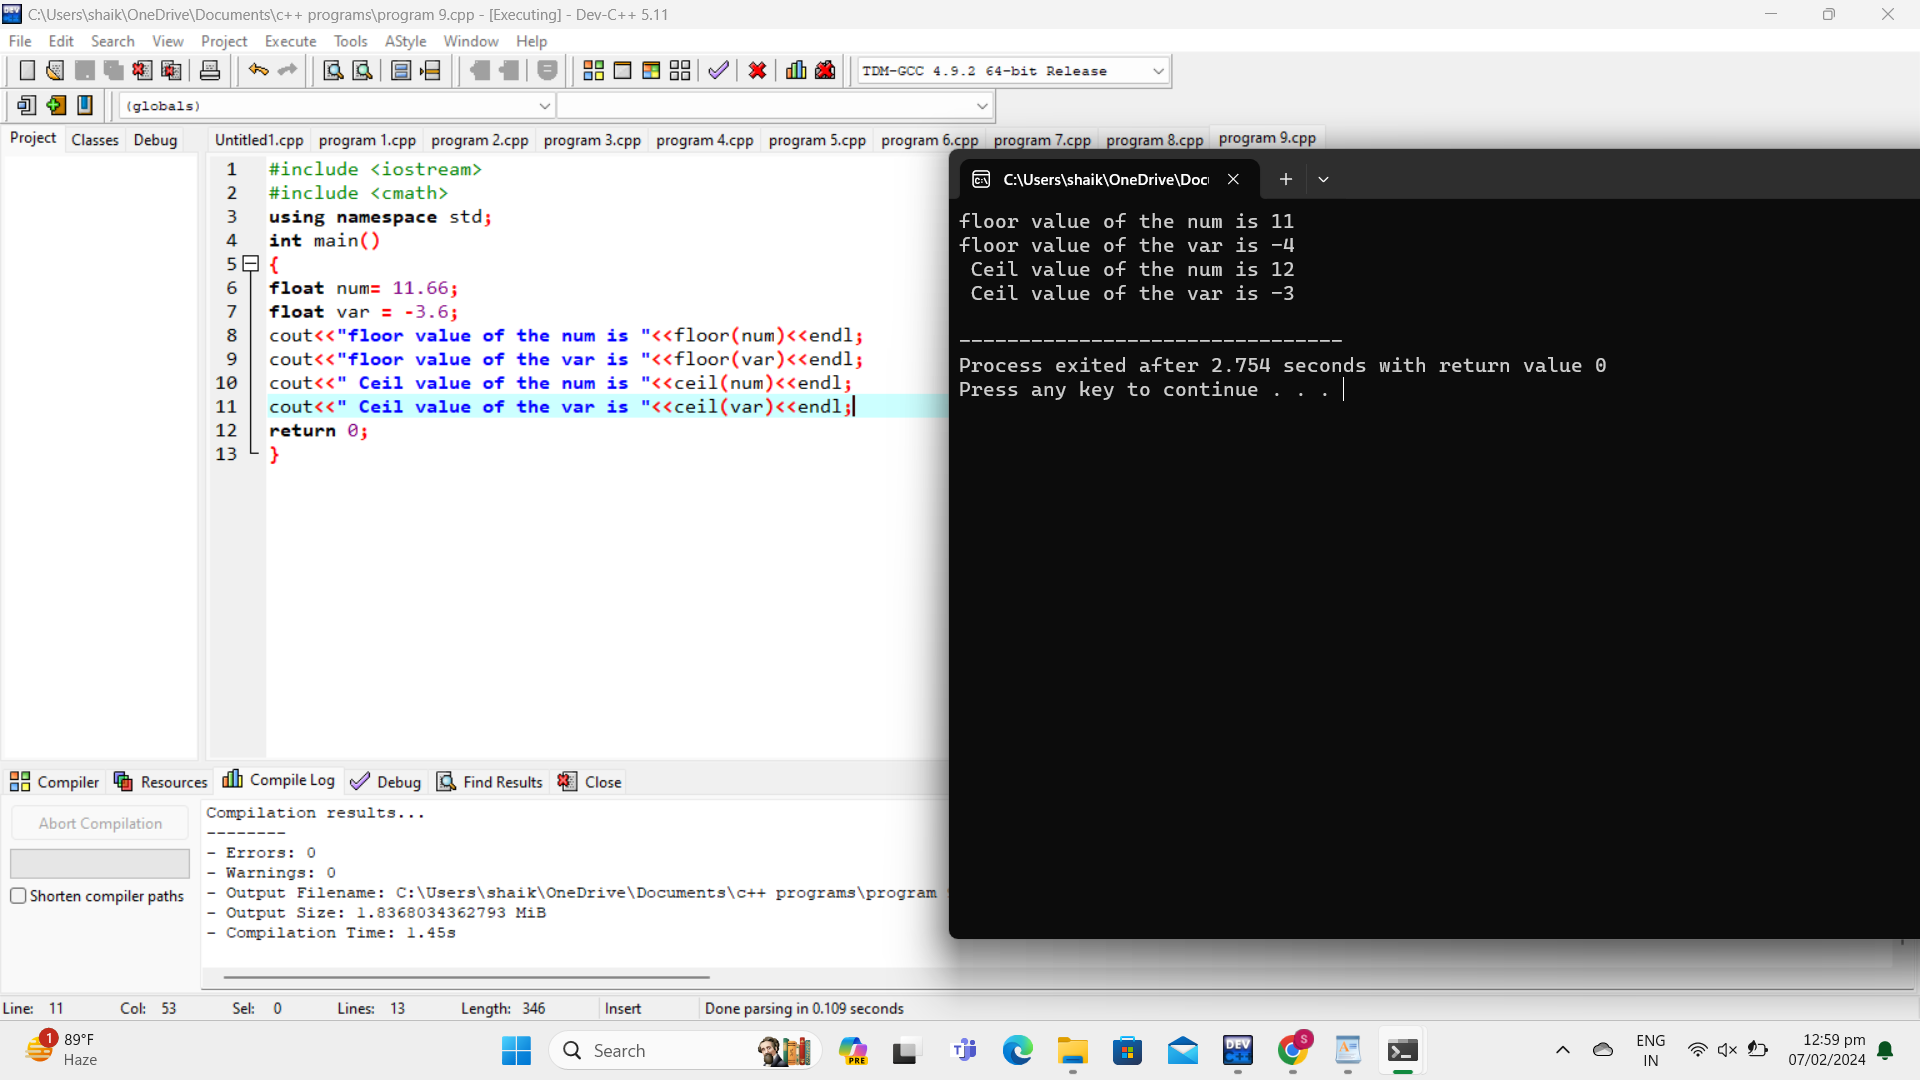 C:\Users\shaik\OneDrive\Documents\c++ programs\program 9.cpp - [Executing] - Dev-C++ 5.11
File Edit Search View Project Execute Tools AStyle Window Help
TDM-GCC 4.9.2 64-bit Release
(globals)
Project Classes Debug Untitled1.cpp program 1.cpp program 2.cpp program 3.cpp program 4.cpp program 5.cpp program 6.cpp program 7.cpp program 8.cpp program 9.cpp
1 #include <iostream>
2 #include <cmath>
3 using namespace std;
4 int main()
5 {
6 float num= 11.66;
7 float var = -3.6;
8 cout<<"floor value of the num is "<<floor(num)<<endl;
9 cout<<"floor value of the var is "<<floor(var)<<endl;
10 cout<<" Ceil value of the num is "<<ceil(num)<<endl;
11 cout<<" Ceil value of the var is "<<ceil(var)<<endl;
12 return 0;
13 }
C:\Users\shaik\OneDrive\Doc
floor value of the num is 11
floor value of the var is -4
 Ceil value of the num is 12
 Ceil value of the var is -3
--------------------------------
Process exited after 2.754 seconds with return value 0
Press any key to continue . . .
Compiler Resources Compile Log Debug Find Results Close
Abort Compilation
Shorten compiler paths
Compilation results...
--------
- Errors: 0
- Warnings: 0
- Output Filename: C:\Users\shaik\OneDrive\Documents\c++ programs\program
- Output Size: 1.8368034362793 MiB
- Compilation Time: 1.45s
Line: 11 Col: 53 Sel: 0 Lines: 13 Length: 346 Insert Done parsing in 0.109 seconds
1
89°F
Haze
Search
PRE
DEV
S
ENG
IN
12:59 pm
07/02/2024